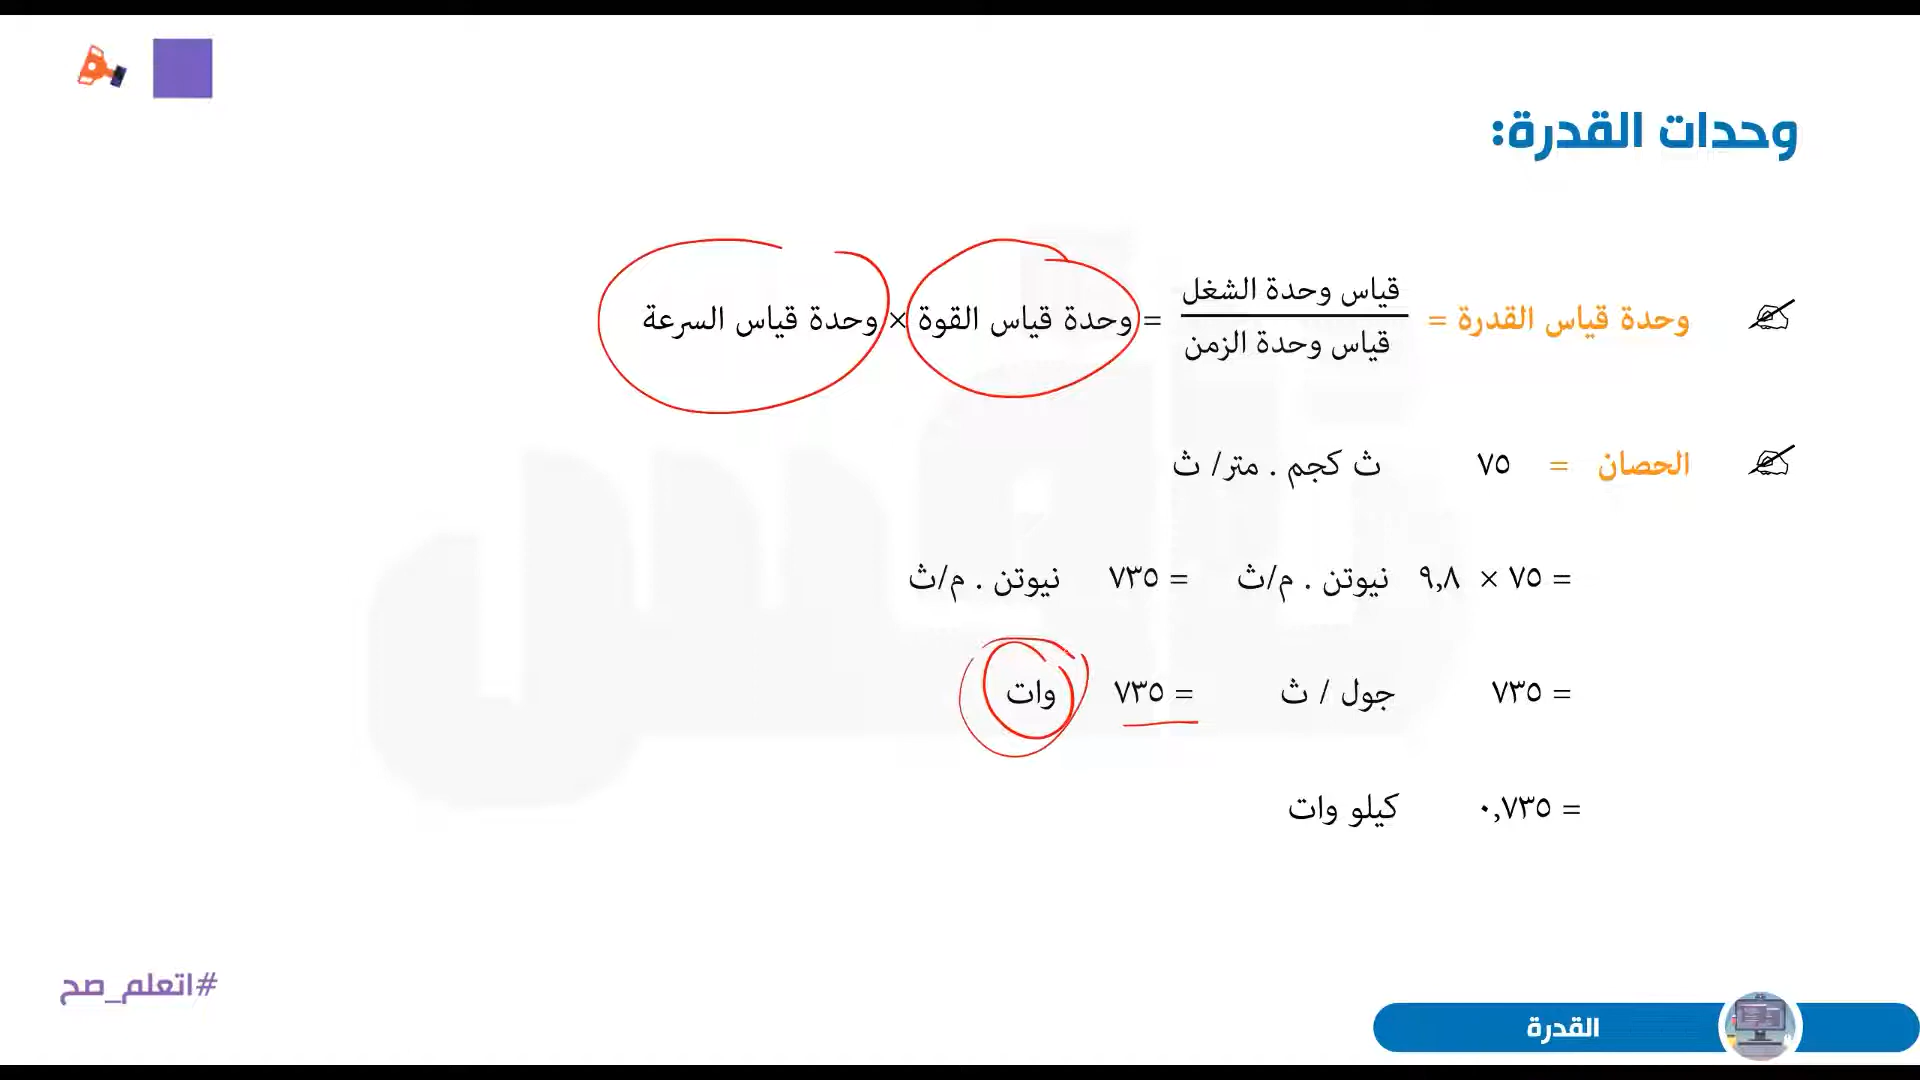 وحدات القدرة:
وحدة قياس القدرة = قياس وحدة الشغل / قياس وحدة الزمن = وحدة قياس القوة × وحدة قياس السرعة
الحصان = ٧٥ ث كجم . متر/ ث
= ٧٥ × ٩,٨ نيوتن . م/ث = ٧٣٥ نيوتن . م/ث
= ٧٣٥ جول / ث = ٧٣٥ وات
= ٠,٧٣٥ كيلو وات
#اتعلم_صح
القدرة